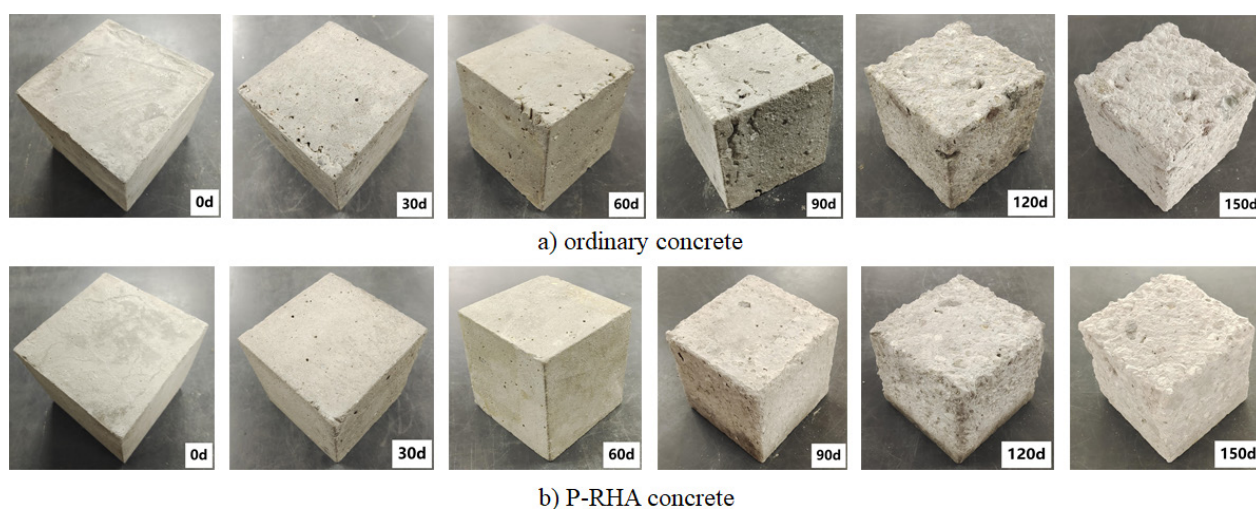 0d
30d
60d
90d
120d
150d
a) ordinary concrete
0d
30d
60d
90d
120d
150d
b) P-RHA concrete